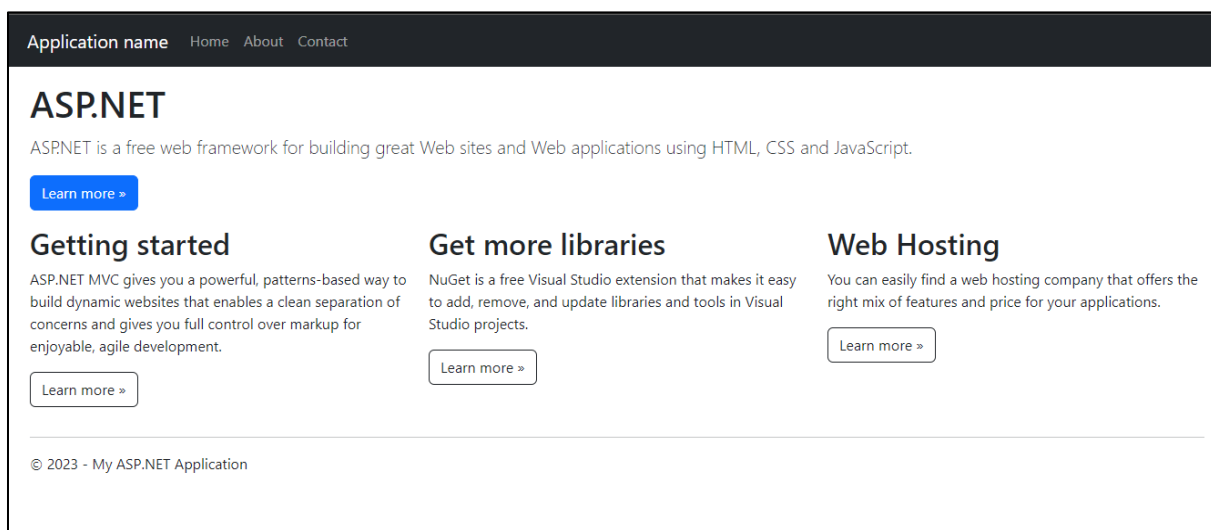 Application name Home About Contact
ASP.NET
ASP.NET is a free web framework for building great Web sites and Web applications using HTML, CSS and JavaScript.
Learn more »
Getting started
ASP.NET MVC gives you a powerful, patterns-based way to
build dynamic websites that enables a clean separation of
concerns and gives you full control over markup for
enjoyable, agile development.
Learn more »
Get more libraries
NuGet is a free Visual Studio extension that makes it easy
to add, remove, and update libraries and tools in Visual
Studio projects.
Learn more »
Web Hosting
You can easily find a web hosting company that offers the
right mix of features and price for your applications.
Learn more »
© 2023 - My ASP.NET Application